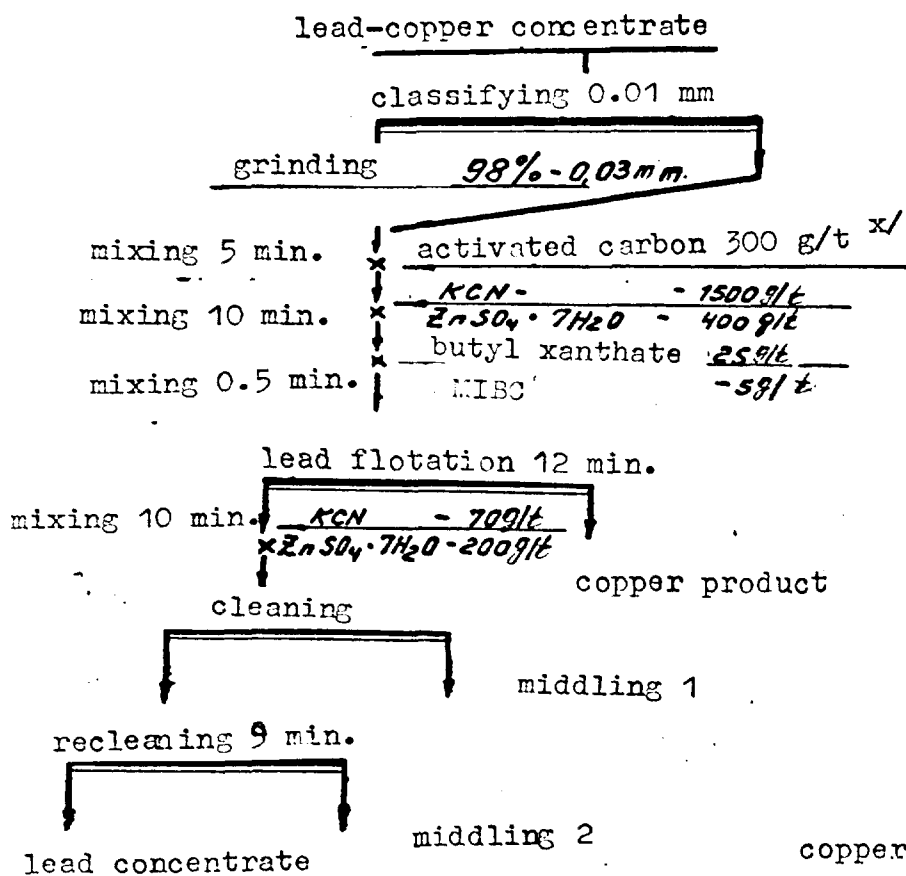 lead-copper concentrate
classifying 0.01 mm
grinding 98% - 0,03 mm.
mixing 5 min. activated carbon 300 g/t x/
KCN - - 1500 g/t
mixing 10 min. ZnSO4 · 7H2O - 400 g/t
butyl xanthate 25 g/t
mixing 0.5 min. MIBC - 5 g/t
lead flotation 12 min.
mixing 10 min. KCN - 70 g/t
ZnSO4 · 7H2O - 200 g/t
copper product
cleaning
middling 1
recleaning 9 min.
middling 2
lead concentrate copper